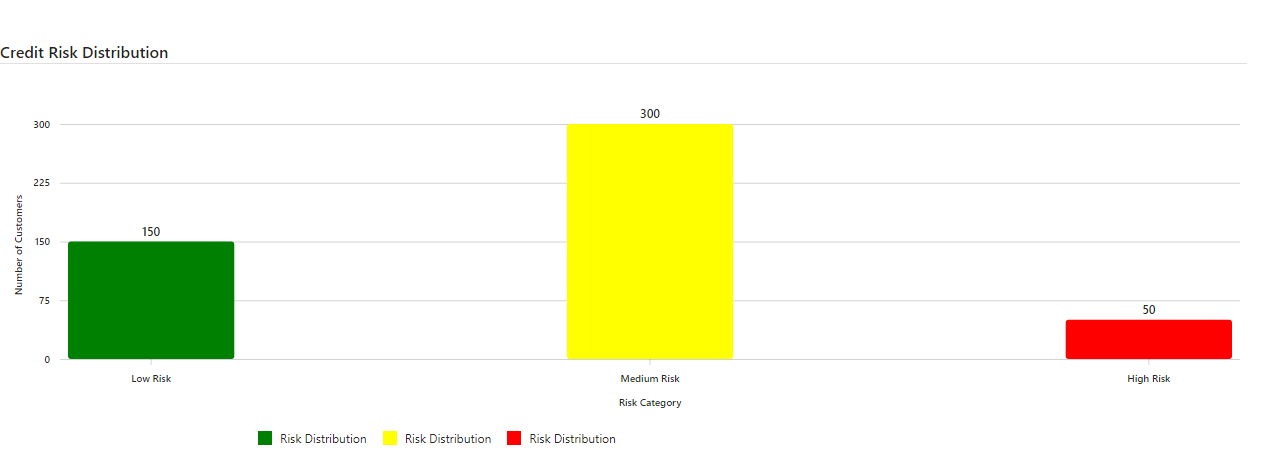 Credit Risk Distribution
300
300
225
150
150
75
50
0
Number of Customers
Low Risk Medium Risk High Risk
Risk Category
Risk Distribution Risk Distribution Risk Distribution